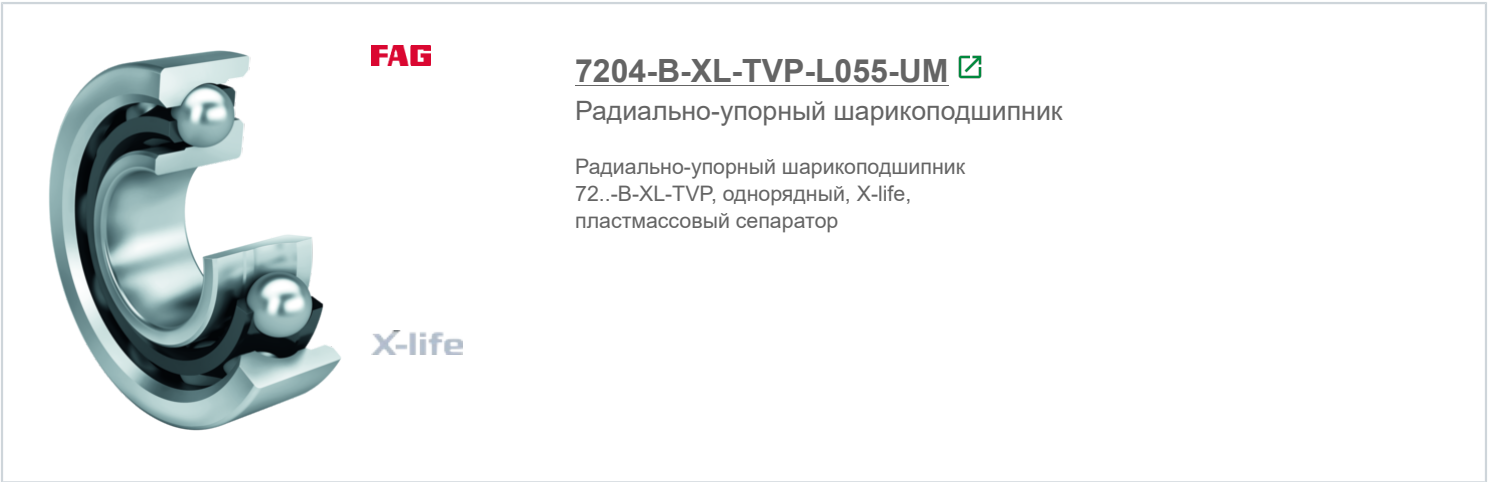 FAG
7204-B-XL-TVP-L055-UM
Радиально-упорный шарикоподшипник
Радиально-упорный шарикоподшипник
72..-B-XL-TVP, однорядный, X-life,
пластмассовый сепаратор
X-life